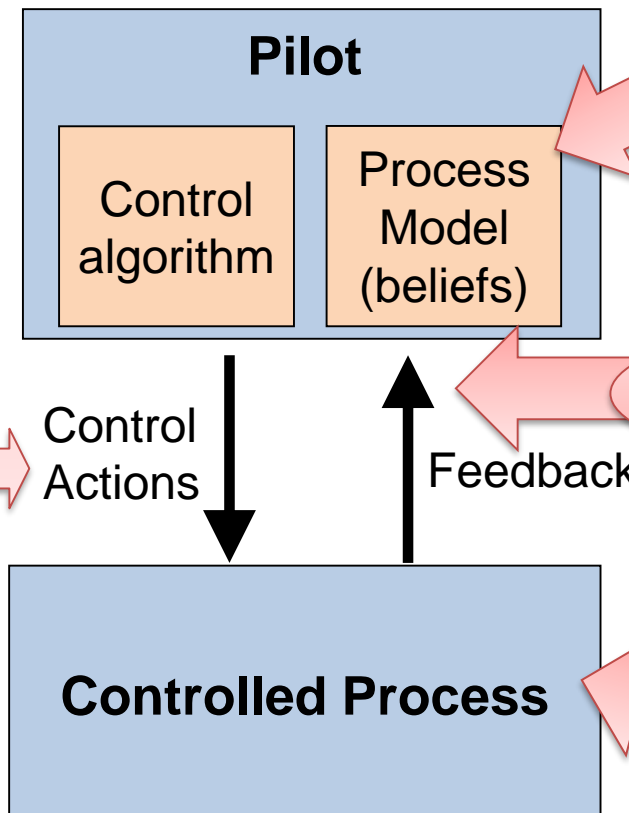 Pilot
Control
algorithm
Process
Model
(beliefs)
Control
Actions
Feedback
Controlled Process